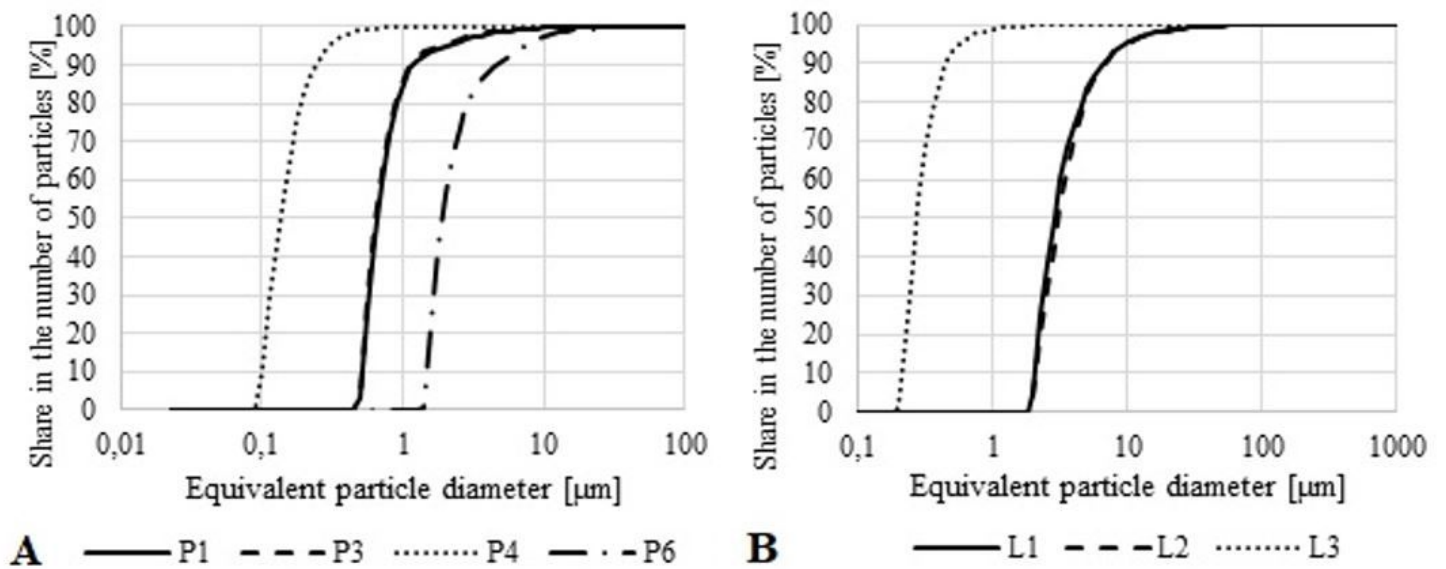 Share in the number of particles [%]
100
90
80
70
60
50
40
30
20
10
0
0,01 0,1 1 10 100
Equivalent particle diameter [μm]
A P1 P3 P4 P6
Share in the number of particles [%]
100
90
80
70
60
50
40
30
20
10
0
0,1 1 10 100 1000
Equivalent particle diameter [μm]
B L1 L2 L3